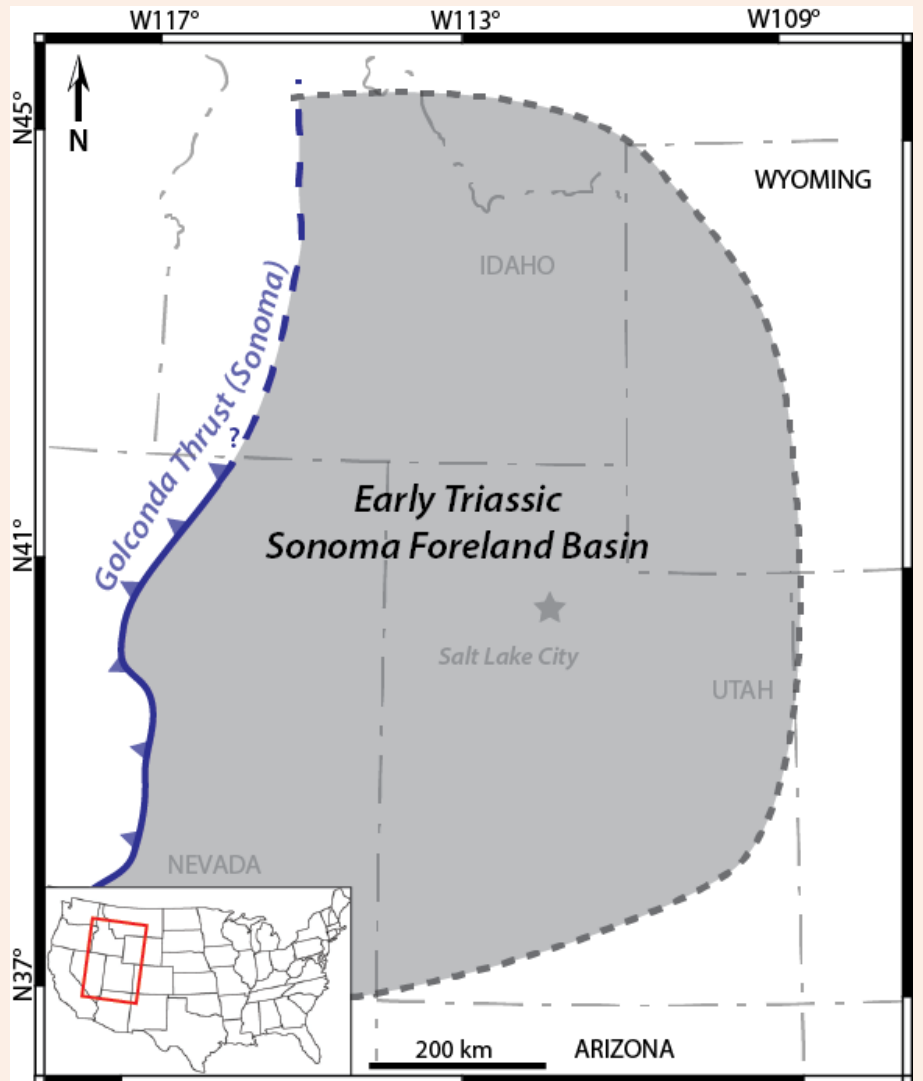 W117° W113° W109°
N45°
N
WYOMING
IDAHO
Golconda Thrust (Sonoma)
?
Early Triassic
Sonoma Foreland Basin
N41°
Salt Lake City
UTAH
NEVADA
N37°
200 km
ARIZONA